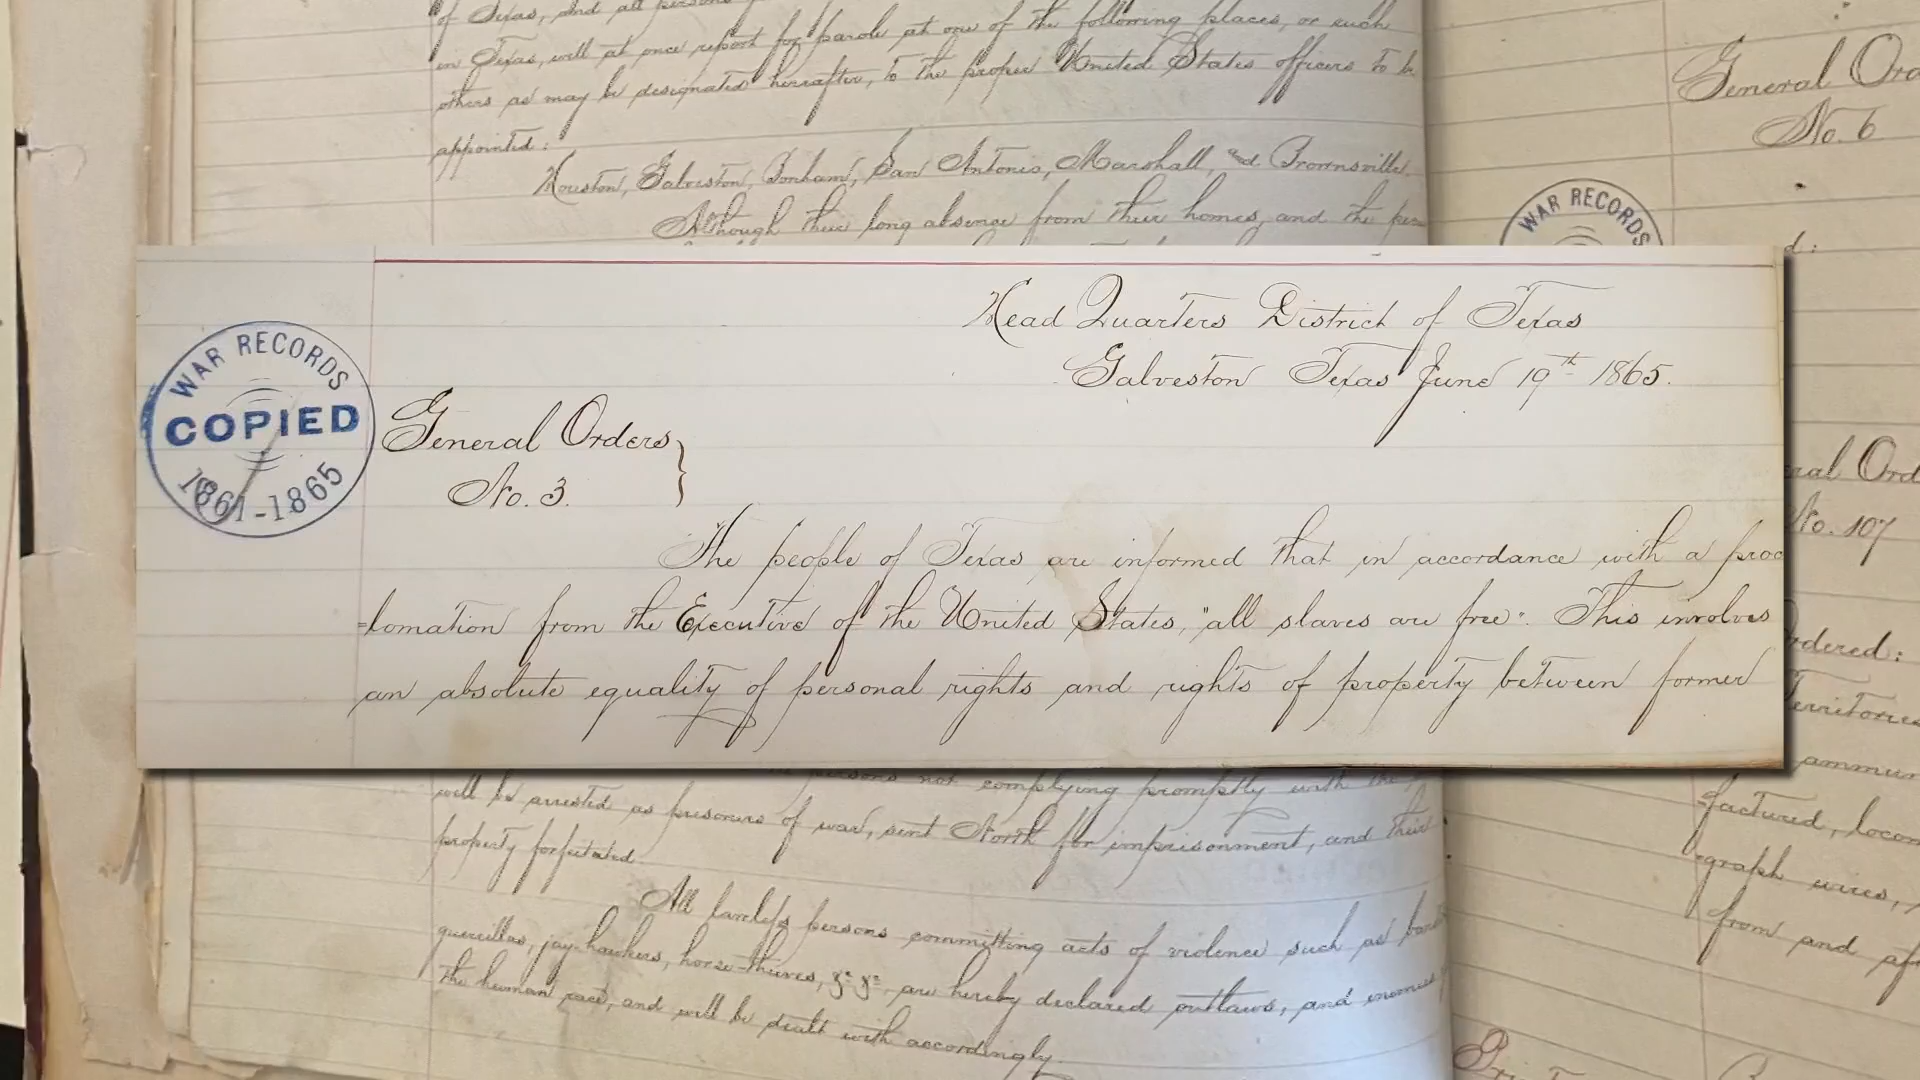 of Texas, and all persons
in Texas, will at once report for parole at one of the following places, or such
others as may be designated hereafter, to the proper United States officers to be
appointed:
Houston, Galveston, Bonham, San Antonio, Marshall, and Brownsville.
Although their long absence from their homes, and the
Head Quarters District of Texas
Galveston Texas June 19th 1865.
WAR RECORDS
COPIED
1861-1865
General Orders
No. 3.
The people of Texas are informed that in accordance with a proc
=lamation from the Executive of the United States, "all slaves are free". This involves
an absolute equality of personal rights and rights of property between former
persons not complying promptly with the
will be arrested as prisoners of war, sent North for imprisonment, and their
property forfeited.
All lawless persons committing acts of violence such as
guerillas, jay-hawkers, horse-thieves, &c &c, are hereby declared outlaws, and enemies
the human race, and will be dealt with accordingly.
General Ord
No. 6
WAR RECORDS
d:
ral Ord
No. 107
rdered:
Territories
ammun
=factured, locom
=graph wires,
from and af